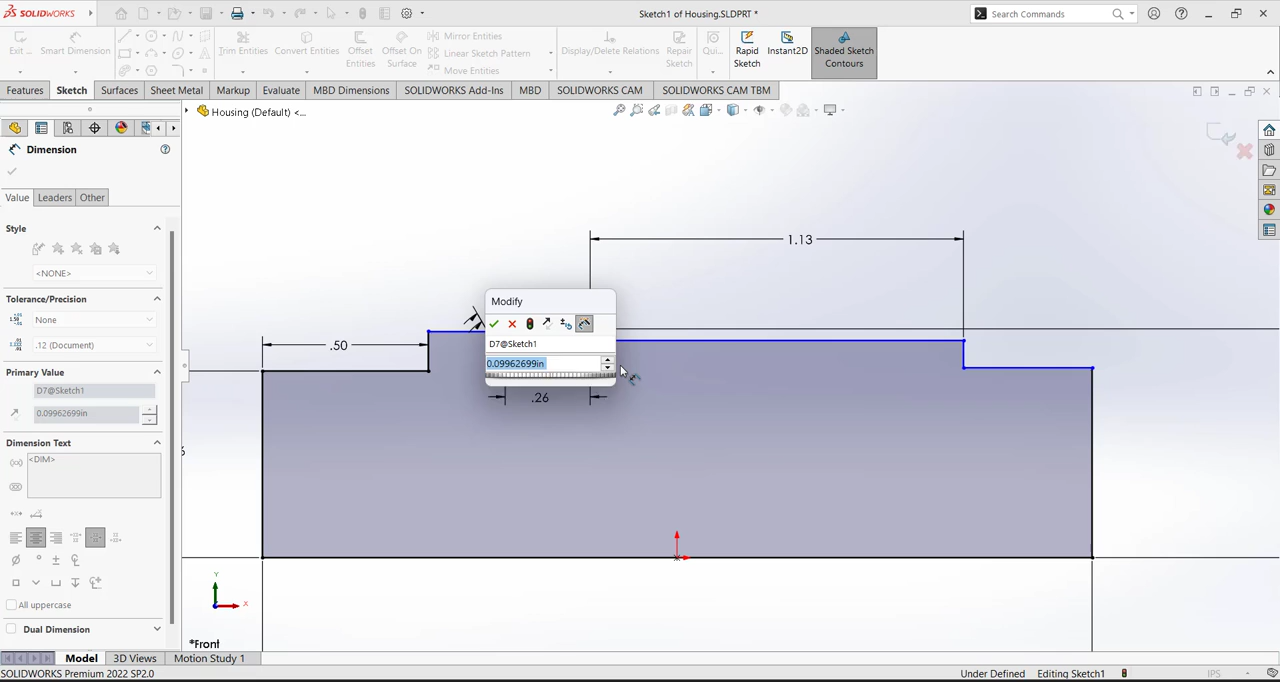 SOLIDWORKS
Sketch1 of Housing.SLDPRT *
Search Commands
Exit ...
Smart Dimension
Trim Entities
Convert Entities
Offset Entities
Offset On Surface
Mirror Entities
Linear Sketch Pattern
Move Entities
Display/Delete Relations
Repair Sketch
Qui...
Rapid Sketch
Instant2D
Shaded Sketch Contours
Features
Sketch
Surfaces
Sheet Metal
Markup
Evaluate
MBD Dimensions
SOLIDWORKS Add-Ins
MBD
SOLIDWORKS CAM
SOLIDWORKS CAM TBM
Housing (Default) <...
Dimension
Value
Leaders
Other
Style
<NONE>
Tolerance/Precision
None
.12 (Document)
Primary Value
D7@Sketch1
0.09962699in
Dimension Text
<DIM>
All uppercase
Dual Dimension
1.13
.50
Modify
D7@Sketch1
0.09962699in
.26
Y
X
*Front
Model
3D Views
Motion Study 1
SOLIDWORKS Premium 2022 SP2.0
Under Defined
Editing Sketch1
IPS